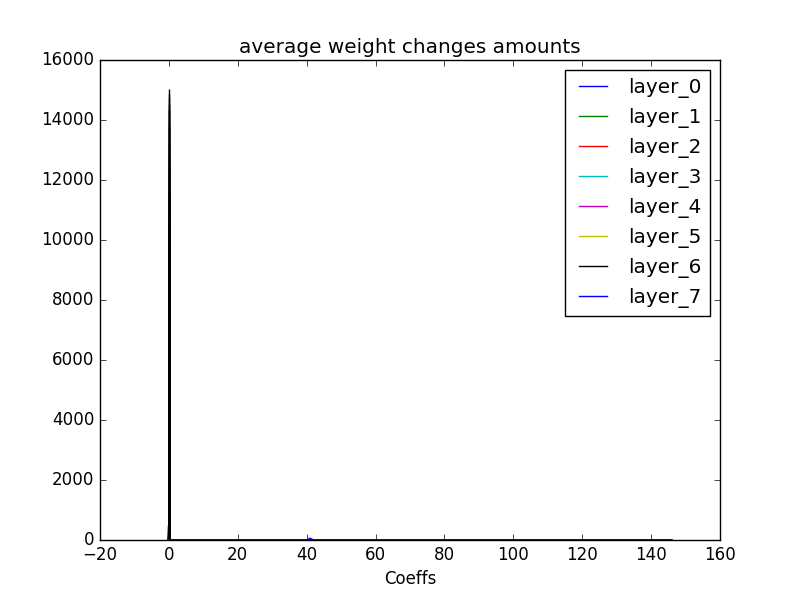 average weight changes amounts
16000
14000
12000
10000
8000
6000
4000
2000
0
layer_0
layer_1
layer_2
layer_3
layer_4
layer_5
layer_6
layer_7
−20 0 20 40 60 80 100 120 140 160
Coeffs